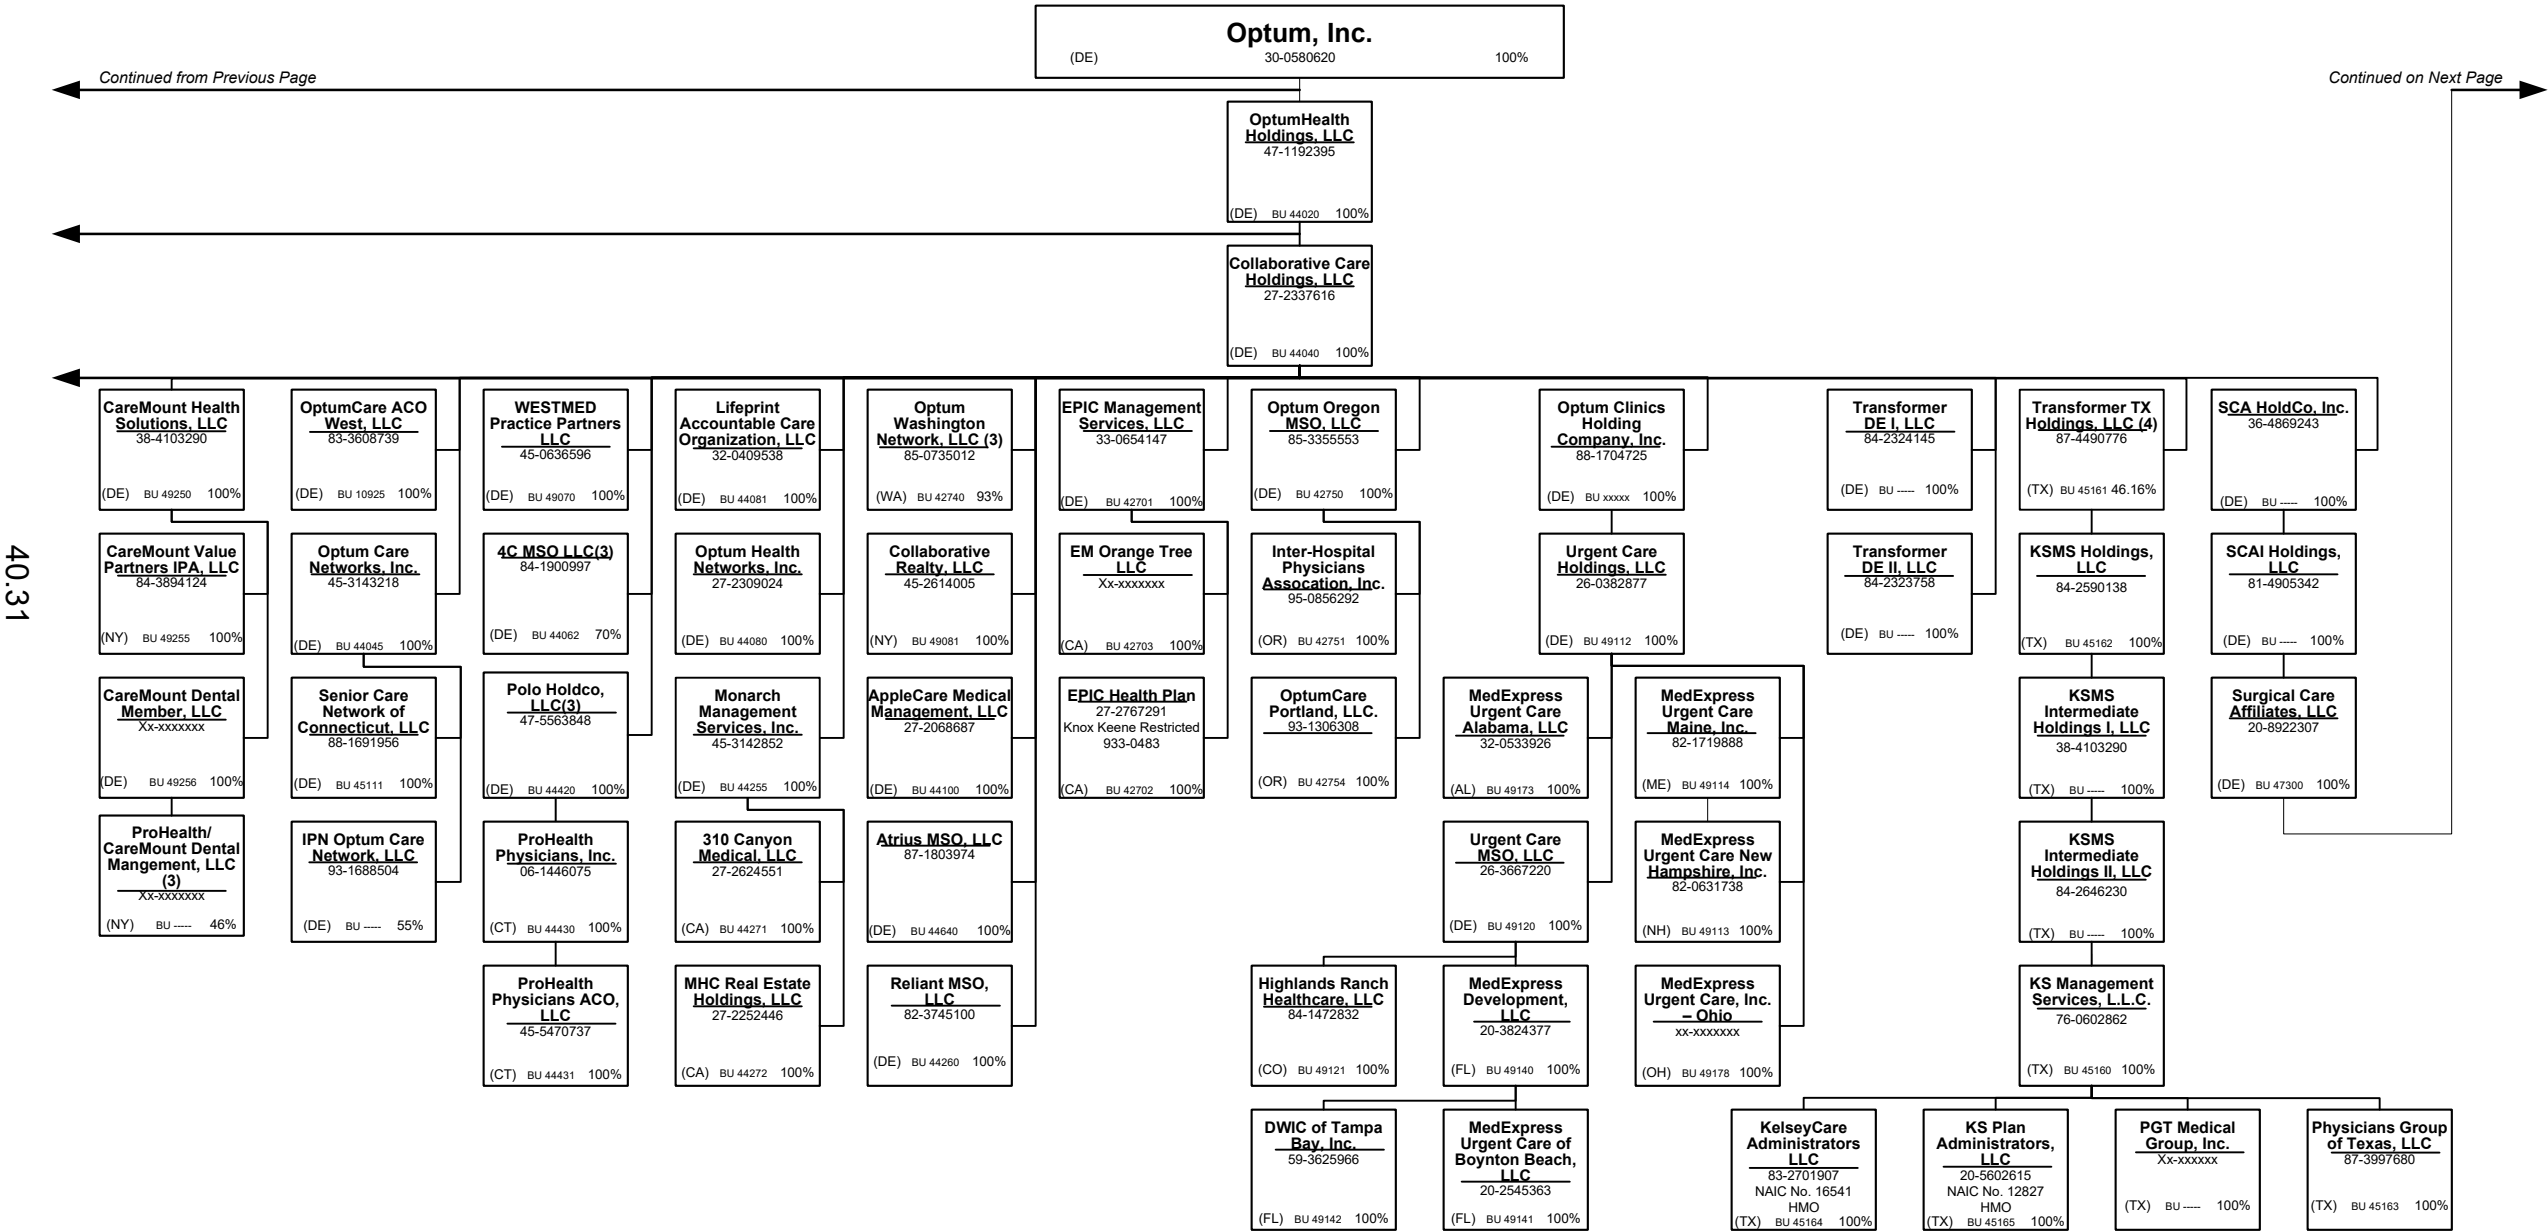 Optum, Inc.
(DE) 30-0580620 100%
Continued from Previous Page
Continued on Next Page
OptumHealth
Holdings, LLC
47-1192395
(DE) BU 44020 100%
Collaborative Care
Holdings, LLC
27-2337616
(DE) BU 44040 100%
CareMount Health
Solutions, LLC
38-4103290
(DE) BU 49250 100%
OptumCare ACO
West, LLC
83-3608739
(DE) BU 10925 100%
WESTMED
Practice Partners
LLC
45-0636596
(DE) BU 49070 100%
Lifeprint
Accountable Care
Organization, LLC
32-0409538
(DE) BU 44081 100%
Optum
Washington
Network, LLC (3)
85-0735012
(WA) BU 42740 93%
EPIC Management
Services, LLC
33-0654147
(DE) BU 42701 100%
Optum Oregon
MSO, LLC
85-3355553
(DE) BU 42750 100%
Optum Clinics
Holding
Company, Inc.
88-1704725
(DE) BU xxxxx 100%
Transformer
DE I, LLC
84-2324145
(DE) BU ----- 100%
Transformer TX
Holdings, LLC (4)
87-4490776
(TX) BU 45161 46.16%
SCA HoldCo, Inc.
36-4869243
(DE) BU ----- 100%
CareMount Value
Partners IPA, LLC
84-3894124
(NY) BU 49255 100%
Optum Care
Networks, Inc.
45-3143218
(DE) BU 44045 100%
4C MSO LLC(3)
84-1900997
(DE) BU 44062 70%
Optum Health
Networks, Inc.
27-2309024
(DE) BU 44080 100%
Collaborative
Realty, LLC
45-2614005
(NY) BU 49081 100%
EM Orange Tree
LLC
Xx-xxxxxxx
(CA) BU 42703 100%
Inter-Hospital
Physicians
Assocation, Inc.
95-0856292
(OR) BU 42751 100%
Urgent Care
Holdings, LLC
26-0382877
(DE) BU 49112 100%
Transformer
DE II, LLC
84-2323758
(DE) BU ----- 100%
KSMS Holdings,
LLC
84-2590138
(TX) BU 45162 100%
SCAI Holdings,
LLC
81-4905342
(DE) BU ----- 100%
CareMount Dental
Member, LLC
Xx-xxxxxxx
(DE) BU 49256 100%
Senior Care
Network of
Connecticut, LLC
88-1691956
(DE) BU 45111 100%
Polo Holdco,
LLC(3)
47-5563848
(DE) BU 44420 100%
Monarch
Management
Services, Inc.
45-3142852
(DE) BU 44255 100%
AppleCare Medical
Management, LLC
27-2068687
(DE) BU 44100 100%
EPIC Health Plan
27-2767291
Knox Keene Restricted
933-0483
(CA) BU 42702 100%
OptumCare
Portland, LLC.
93-1306308
(OR) BU 42754 100%
MedExpress
Urgent Care
Alabama, LLC
32-0533926
(AL) BU 49173 100%
MedExpress
Urgent Care
Maine, Inc.
82-1719888
(ME) BU 49114 100%
KSMS
Intermediate
Holdings I, LLC
38-4103290
(TX) BU ----- 100%
Surgical Care
Affiliates, LLC
20-8922307
(DE) BU 47300 100%
ProHealth/
CareMount Dental
Mangement, LLC
(3)
Xx-xxxxxxx
(NY) BU ----- 46%
IPN Optum Care
Network, LLC
93-1688504
(DE) BU ----- 55%
ProHealth
Physicians, Inc.
06-1446075
(CT) BU 44430 100%
310 Canyon
Medical, LLC
27-2624551
(CA) BU 44271 100%
Atrius MSO, LLC
87-1803974
(DE) BU 44640 100%
Urgent Care
MSO, LLC
26-3667220
(DE) BU 49120 100%
MedExpress
Urgent Care New
Hampshire, Inc.
82-0631738
(NH) BU 49113 100%
KSMS
Intermediate
Holdings II, LLC
84-2646230
(TX) BU ----- 100%
ProHealth
Physicians ACO,
LLC
45-5470737
(CT) BU 44431 100%
MHC Real Estate
Holdings, LLC
27-2252446
(CA) BU 44272 100%
Reliant MSO,
LLC
82-3745100
(DE) BU 44260 100%
Highlands Ranch
Healthcare, LLC
84-1472832
(CO) BU 49121 100%
MedExpress
Development,
LLC
20-3824377
(FL) BU 49140 100%
MedExpress
Urgent Care, Inc.
– Ohio
xx-xxxxxxx
(OH) BU 49178 100%
KS Management
Services, L.L.C.
76-0602862
(TX) BU 45160 100%
DWIC of Tampa
Bay, Inc.
59-3625966
(FL) BU 49142 100%
MedExpress
Urgent Care of
Boynton Beach,
LLC
20-2545363
(FL) BU 49141 100%
KelseyCare
Administrators
LLC
83-2701907
NAIC No. 16541
HMO
(TX) BU 45164 100%
KS Plan
Administrators,
LLC
20-5602615
NAIC No. 12827
HMO
(TX) BU 45165 100%
PGT Medical
Group, Inc.
Xx-xxxxxx
(TX) BU ----- 100%
Physicians Group
of Texas, LLC
87-3997680
(TX) BU 45163 100%
40.31